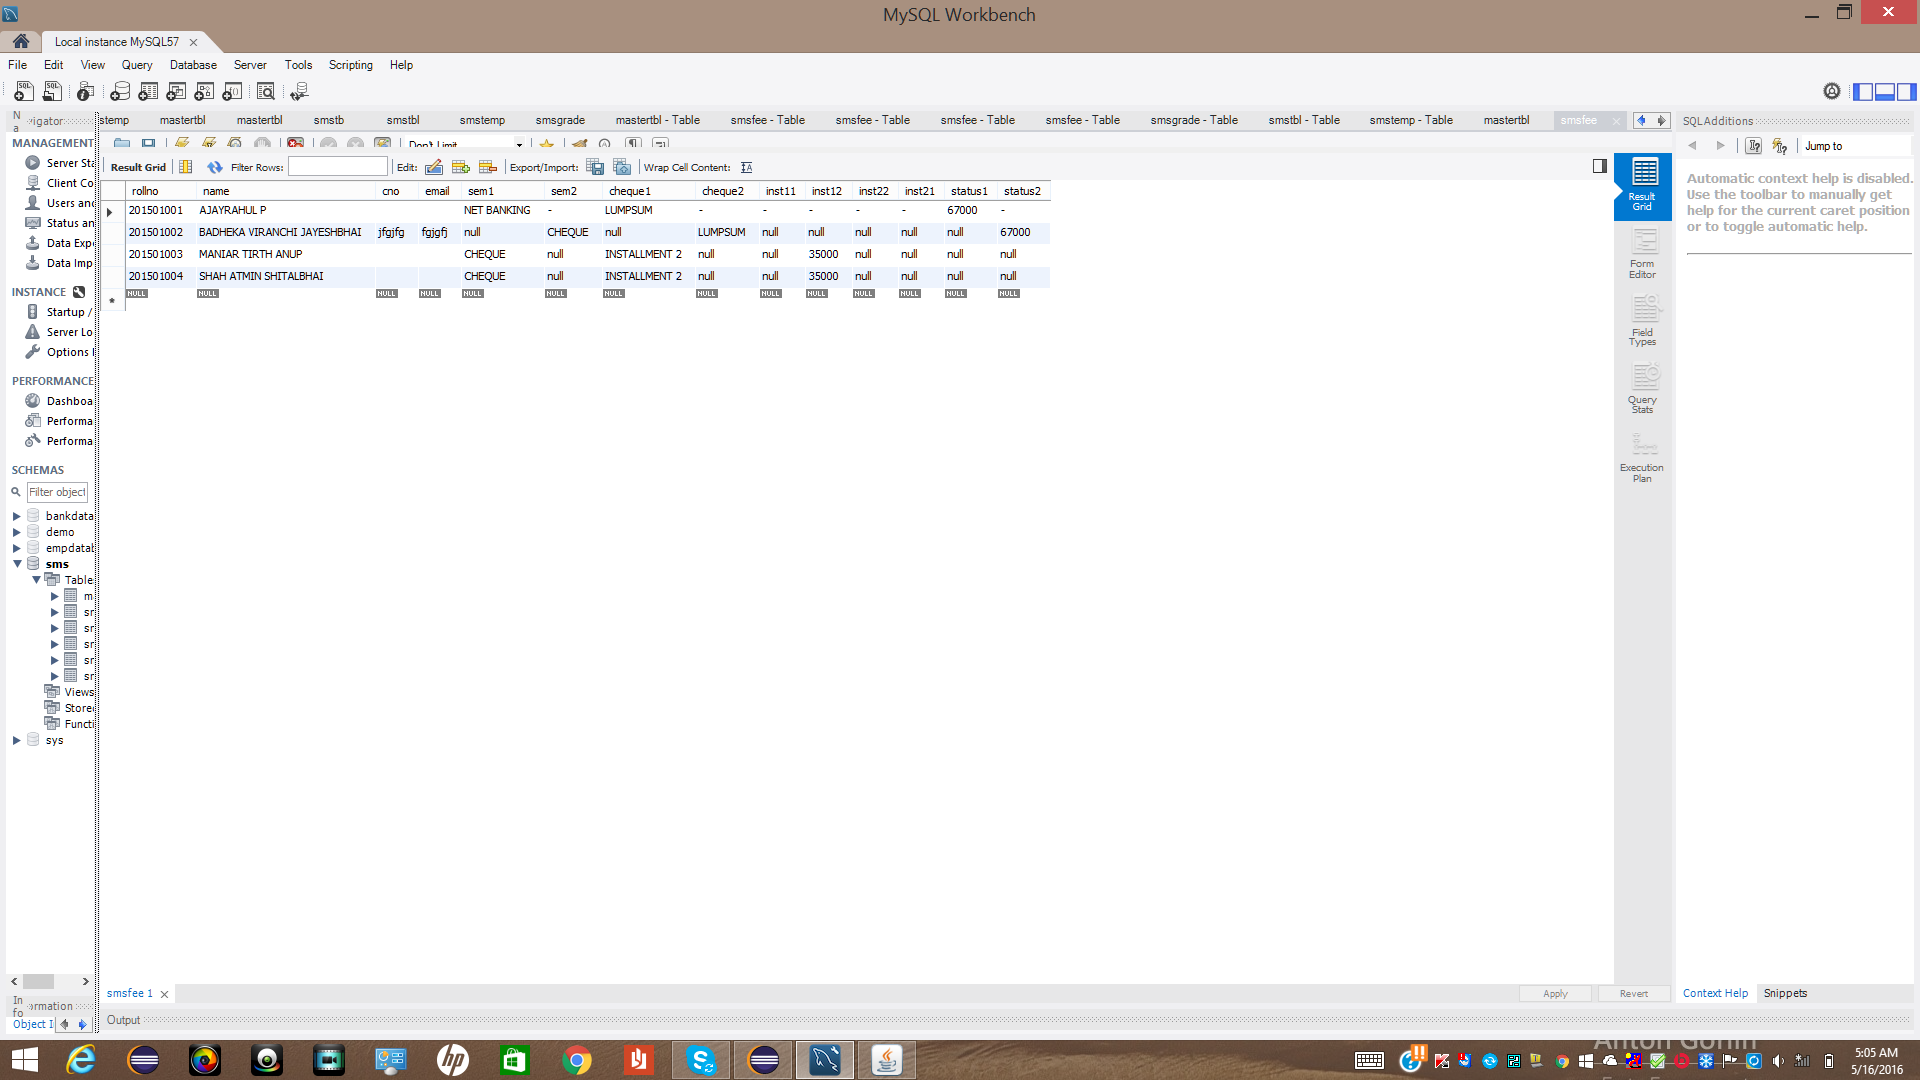 MySQL Workbench
Local instance MySQL57
File Edit View Query Database Server Tools Scripting Help
Navigator
stemp mastertbl mastertbl smstb smstbl smstemp smsgrade mastertbl - Table smsfee - Table smsfee - Table smsfee - Table smsfee - Table smsgrade - Table smstbl - Table smstemp - Table mastertbl smsfee
SQLAdditions
Don't Limit
Jump to
Result Grid Filter Rows: Edit: Export/Import: Wrap Cell Content:
rollno name cno email sem1 sem2 cheque1 cheque2 inst11 inst12 inst22 inst21 status1 status2
201501001 AJAYRAHUL P NET BANKING - LUMPSUM - - - - - 67000 -
201501002 BADHEKA VIRANCHI JAYESHBHAI jfgjfg fgjgfj null CHEQUE null LUMPSUM null null null null 67000
201501003 MANIAR TIRTH ANUP CHEQUE null INSTALLMENT 2 null null 35000 null null null null
201501004 SHAH ATMIN SHITALBHAI CHEQUE null INSTALLMENT 2 null null 35000 null null null null
NULL NULL NULL NULL NULL NULL NULL NULL NULL NULL NULL NULL NULL NULL
MANAGEMENT
Server Sta
Client Co
Users and
Status an
Data Exp
Data Imp
INSTANCE
Startup /
Server Lo
Options
PERFORMANCE
Dashboa
Performa
Performa
SCHEMAS
Filter object
bankdata
demo
empdatab
sms
Table
m
sr
sr
sr
sr
sr
Views
Store
Functi
sys
Information
Object I
Result
Grid
Form
Editor
Field
Types
Query
Stats
Execution
Plan
Automatic context help is disabled.
Use the toolbar to manually get
help for the current caret position
or to toggle automatic help.
smsfee 1
Apply Revert
Context Help Snippets
Output
5:05 AM
5/16/2016